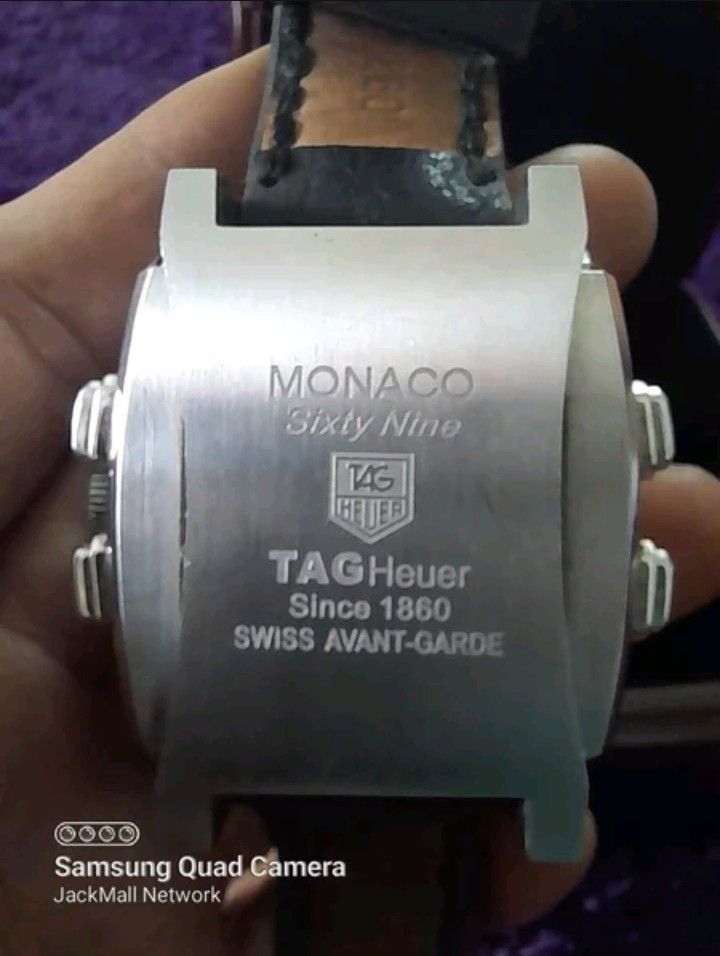 MONACO
Sixty Nine
TAG
HEUER
TAGHeuer
Since 1860
SWISS AVANT-GARDE
Samsung Quad Camera
JackMall Network